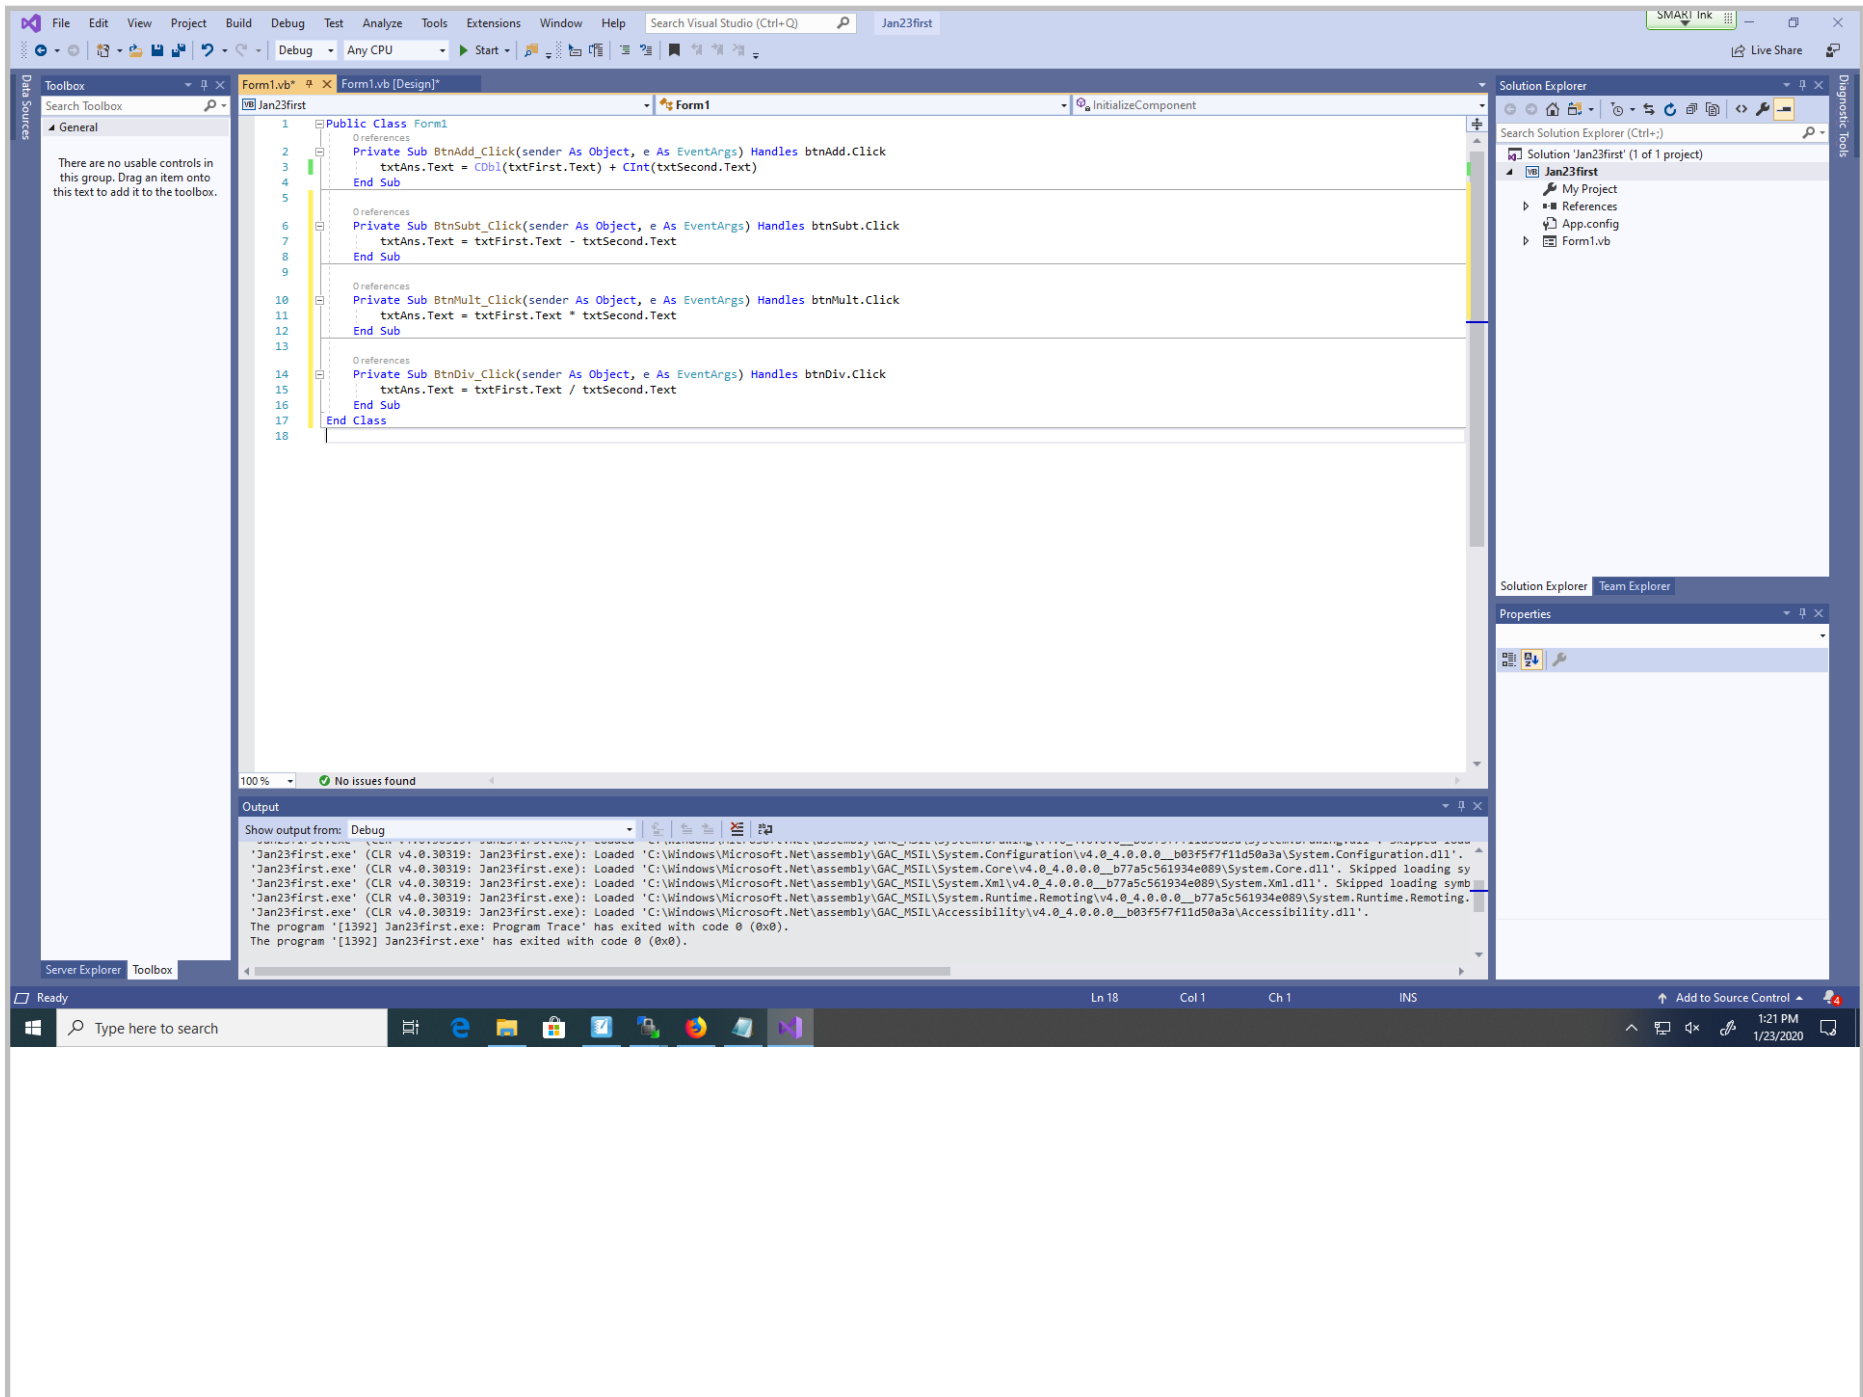 File Edit View Project Build Debug Test Analyze Tools Extensions Window Help Search Visual Studio (Ctrl+Q) Jan23first
SMART Ink
Debug Any CPU Start
Live Share
Data Sources
Toolbox
Search Toolbox
General
There are no usable controls in
this group. Drag an item onto
this text to add it to the toolbox.
Server Explorer Toolbox
Form1.vb* Form1.vb [Design]*
VB Jan23first Form1 InitializeComponent
1 Public Class Form1
0 references
2 Private Sub BtnAdd_Click(sender As Object, e As EventArgs) Handles btnAdd.Click
3 txtAns.Text = CDbl(txtFirst.Text) + CInt(txtSecond.Text)
4 End Sub
5
0 references
6 Private Sub BtnSubt_Click(sender As Object, e As EventArgs) Handles btnSubt.Click
7 txtAns.Text = txtFirst.Text - txtSecond.Text
8 End Sub
9
0 references
10 Private Sub BtnMult_Click(sender As Object, e As EventArgs) Handles btnMult.Click
11 txtAns.Text = txtFirst.Text * txtSecond.Text
12 End Sub
13
0 references
14 Private Sub BtnDiv_Click(sender As Object, e As EventArgs) Handles btnDiv.Click
15 txtAns.Text = txtFirst.Text / txtSecond.Text
16 End Sub
17 End Class
18
100 % No issues found
Output
Show output from: Debug
'Jan23first.exe' (CLR v4.0.30319: Jan23first.exe): Loaded 'C:\Windows\Microsoft.Net\assembly\GAC_MSIL\System.Configuration\v4.0_4.0.0.0__b03f5f7f11d50a3a\System.Configuration.dll'.
'Jan23first.exe' (CLR v4.0.30319: Jan23first.exe): Loaded 'C:\Windows\Microsoft.Net\assembly\GAC_MSIL\System.Core\v4.0_4.0.0.0__b77a5c561934e089\System.Core.dll'. Skipped loading sy
'Jan23first.exe' (CLR v4.0.30319: Jan23first.exe): Loaded 'C:\Windows\Microsoft.Net\assembly\GAC_MSIL\System.Xml\v4.0_4.0.0.0__b77a5c561934e089\System.Xml.dll'. Skipped loading symb
'Jan23first.exe' (CLR v4.0.30319: Jan23first.exe): Loaded 'C:\Windows\Microsoft.Net\assembly\GAC_MSIL\System.Runtime.Remoting\v4.0_4.0.0.0__b77a5c561934e089\System.Runtime.Remoting.
'Jan23first.exe' (CLR v4.0.30319: Jan23first.exe): Loaded 'C:\Windows\Microsoft.Net\assembly\GAC_MSIL\Accessibility\v4.0_4.0.0.0__b03f5f7f11d50a3a\Accessibility.dll'.
The program '[1392] Jan23first.exe: Program Trace' has exited with code 0 (0x0).
The program '[1392] Jan23first.exe' has exited with code 0 (0x0).
Solution Explorer
Search Solution Explorer (Ctrl+;)
Solution 'Jan23first' (1 of 1 project)
VB Jan23first
My Project
References
App.config
Form1.vb
Solution Explorer Team Explorer
Properties
Diagnostic Tools
Ready Ln 18 Col 1 Ch 1 INS Add to Source Control 4
Type here to search
1:21 PM
1/23/2020